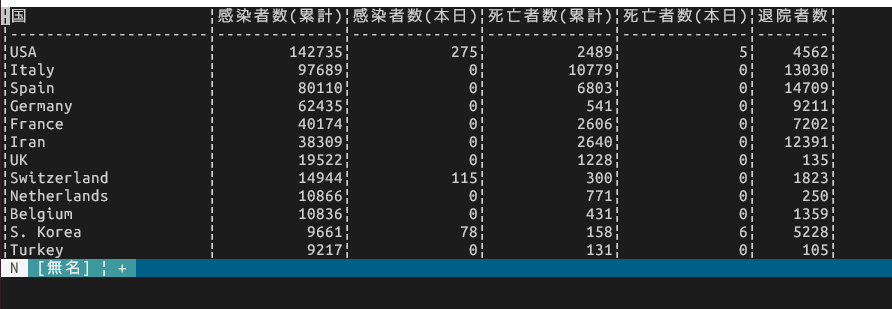 ¦国¦感染者数(累計)¦感染者数(本日)¦死亡者数(累計)¦死亡者数(本日)¦退院者数¦
¦----------------------¦--------------¦--------------¦--------------¦--------------¦--------¦
¦USA¦142735¦275¦2489¦5¦4562¦
¦Italy¦97689¦0¦10779¦0¦13030¦
¦Spain¦80110¦0¦6803¦0¦14709¦
¦Germany¦62435¦0¦541¦0¦9211¦
¦France¦40174¦0¦2606¦0¦7202¦
¦Iran¦38309¦0¦2640¦0¦12391¦
¦UK¦19522¦0¦1228¦0¦135¦
¦Switzerland¦14944¦115¦300¦0¦1823¦
¦Netherlands¦10866¦0¦771¦0¦250¦
¦Belgium¦10836¦0¦431¦0¦1359¦
¦S. Korea¦9661¦78¦158¦6¦5228¦
¦Turkey¦9217¦0¦131¦0¦105¦
N [無名] ¦ +